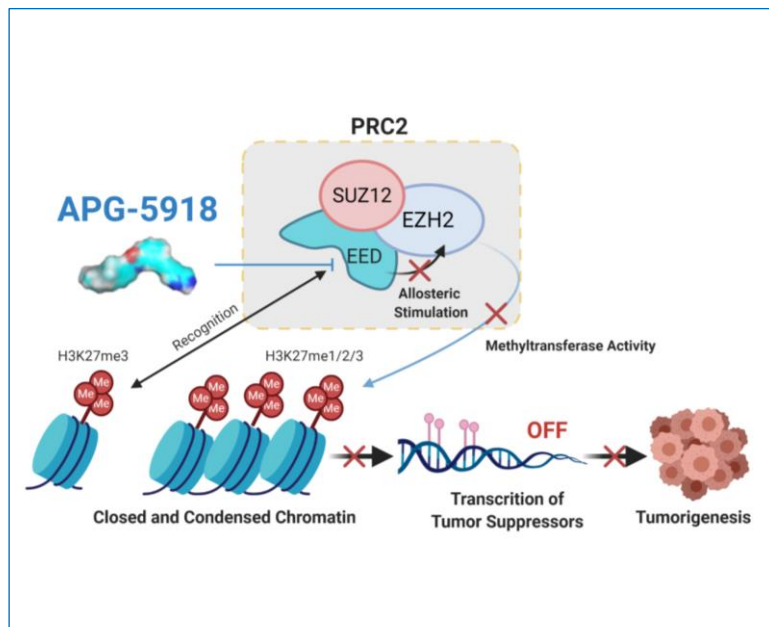 PRC2
APG-5918
SUZ12
EZH2
EED
Allosteric
Stimulation
Recognition
Methyltransferase Activity
H3K27me3
H3K27me1/2/3
Me
Me
Me
Me
Me
Me
Me
Me
Me
Me
Me
Me
OFF
Closed and Condensed Chromatin
Transcrition of
Tumor Suppressors
Tumorigenesis